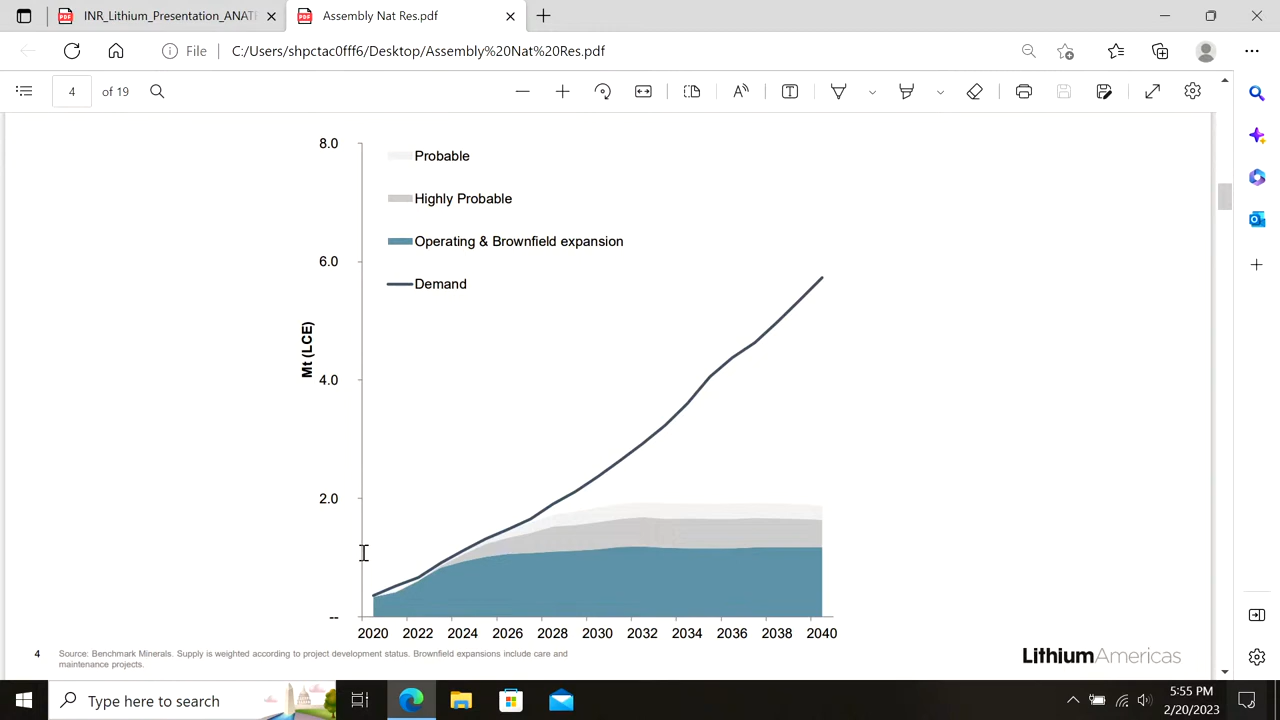 INR_Lithium_Presentation_ANATH
Assembly Nat Res.pdf
File
C:/Users/shpctac0fff6/Desktop/Assembly%20Nat%20Res.pdf
4 of 19
8.0
Probable
Highly Probable
Operating & Brownfield expansion
6.0
Demand
Mt (LCE)
4.0
2.0
--
2020 2022 2024 2026 2028 2030 2032 2034 2036 2038 2040
4 Source: Benchmark Minerals. Supply is weighted according to project development status. Brownfield expansions include care and
maintenance projects.
LithiumAmericas
Type here to search
5:55 PM
2/20/2023